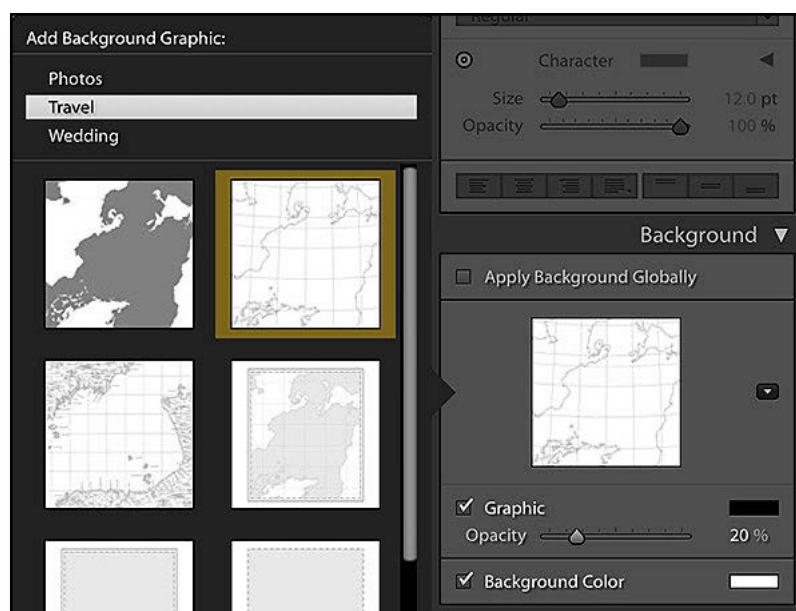 Add Background Graphic:
Photos
Travel
Wedding
Regular
Character
Size 12.0 pt
Opacity 100 %
Background
Apply Background Globally
Graphic
Opacity 20 %
Background Color